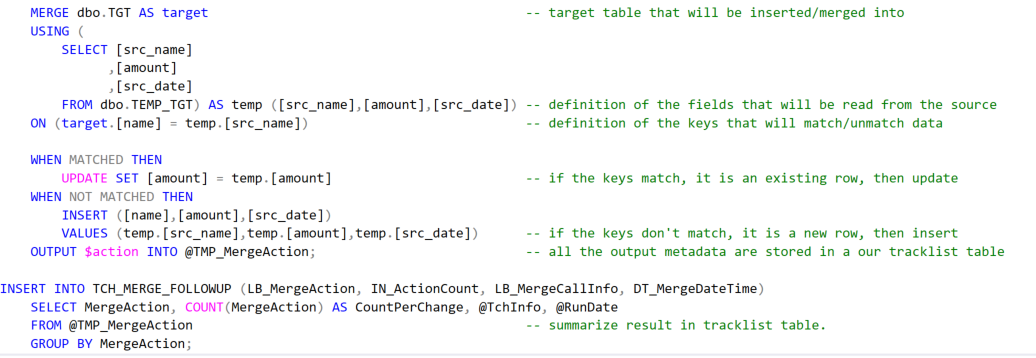 MERGE dbo.TGT AS target -- target table that will be inserted/merged into
USING (
SELECT [src_name]
,[amount]
,[src_date]
FROM dbo.TEMP_TGT) AS temp ([src_name],[amount],[src_date]) -- definition of the fields that will be read from the source
ON (target.[name] = temp.[src_name]) -- definition of the keys that will match/unmatch data
WHEN MATCHED THEN
UPDATE SET [amount] = temp.[amount] -- if the keys match, it is an existing row, then update
WHEN NOT MATCHED THEN
INSERT ([name],[amount],[src_date])
VALUES (temp.[src_name],temp.[amount],temp.[src_date]) -- if the keys don't match, it is a new row, then insert
OUTPUT $action INTO @TMP_MergeAction; -- all the output metadata are stored in a our tracklist table
INSERT INTO TCH_MERGE_FOLLOWUP (LB_MergeAction, IN_ActionCount, LB_MergeCallInfo, DT_MergeDateTime)
SELECT MergeAction, COUNT(MergeAction) AS CountPerChange, @TchInfo, @RunDate
FROM @TMP_MergeAction -- summarize result in tracklist table.
GROUP BY MergeAction;